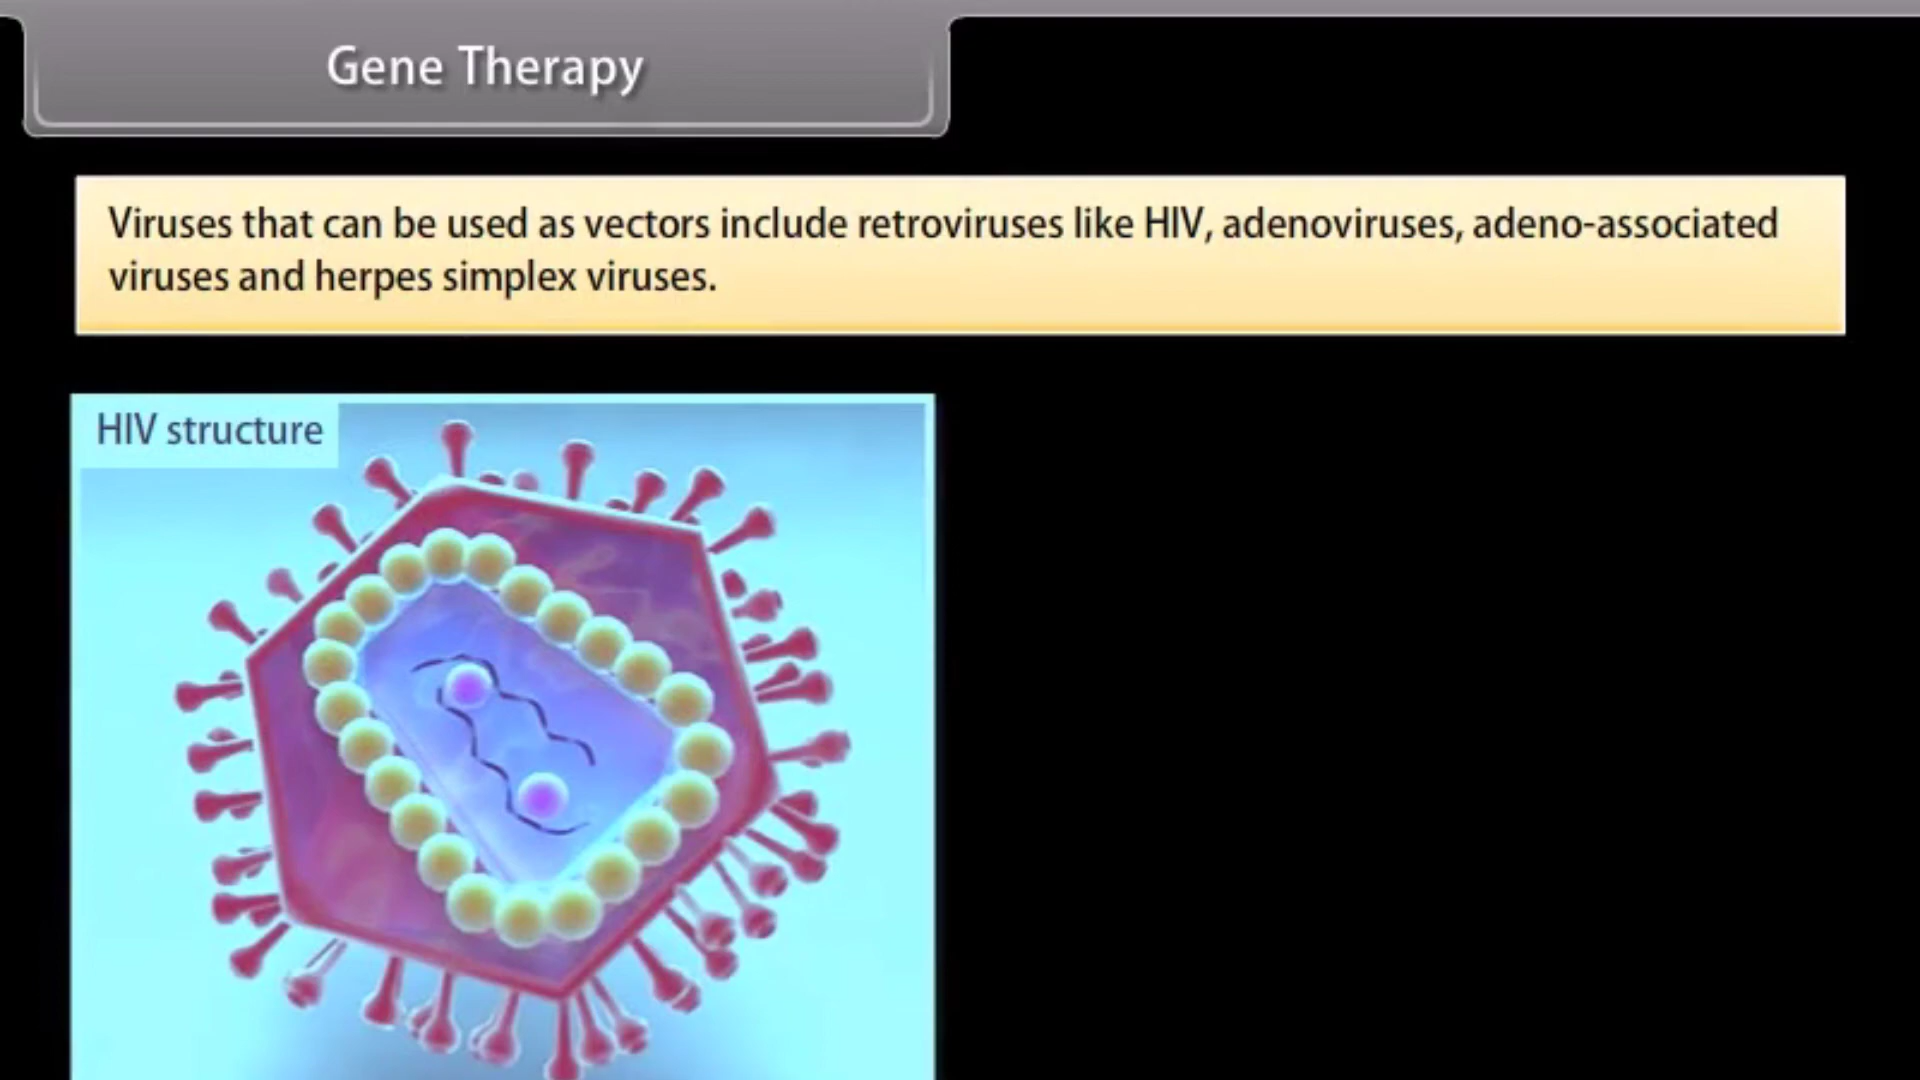 Gene Therapy
Viruses that can be used as vectors include retroviruses like HIV, adenoviruses, adeno-associated
viruses and herpes simplex viruses.
HIV structure